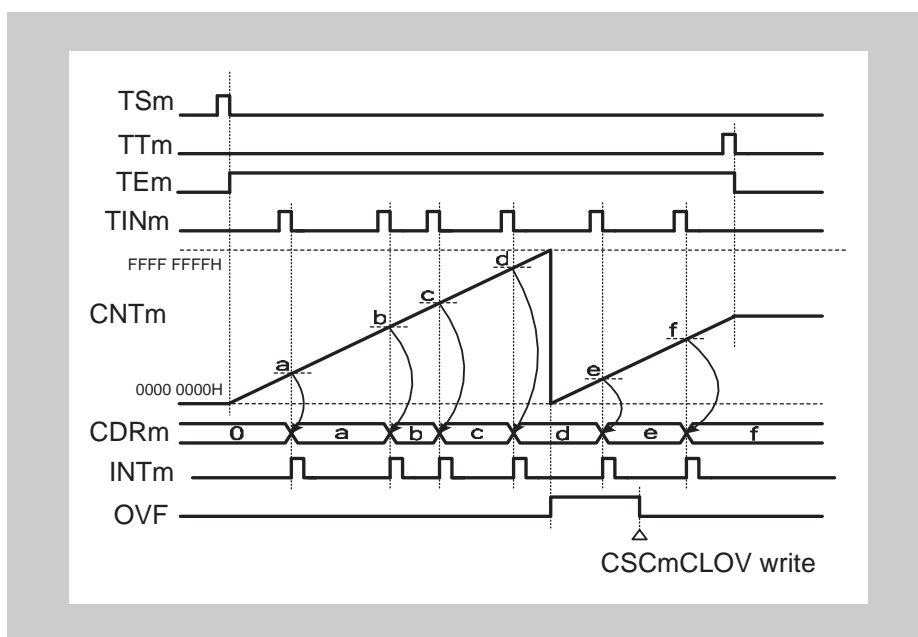 TSm
TTm
TEm
TINm
FFFF FFFFH
CNTm
a b c d e f
0000 0000H
CDRm 0 a b c d e f
INTm
OVF
CSCmCLOV write